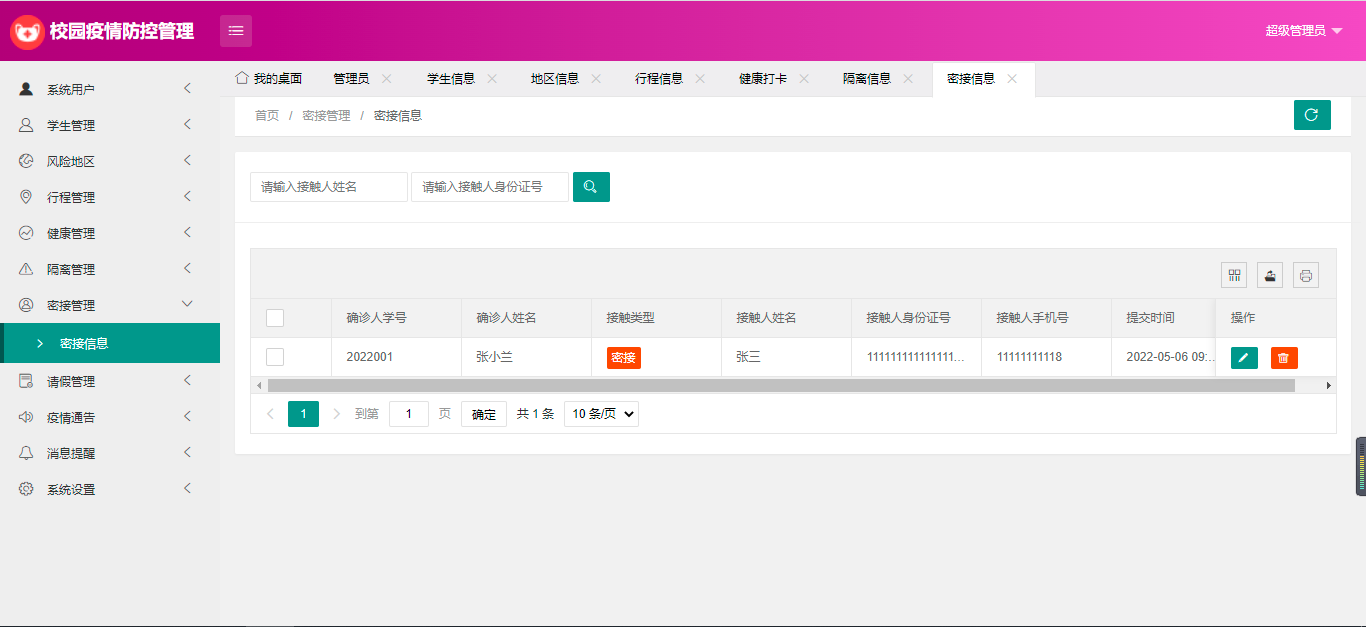 校园疫情防控管理
超级管理员
系统用户
学生管理
风险地区
行程管理
健康管理
隔离管理
密接管理
密接信息
请假管理
疫情通告
消息提醒
系统设置
我的桌面 管理员 学生信息 地区信息 行程信息 健康打卡 隔离信息 密接信息
首页 / 密接管理 / 密接信息
请输入接触人姓名 请输入接触人身份证号
确诊人学号 确诊人姓名 接触类型 接触人姓名 接触人身份证号 接触人手机号 提交时间 操作
2022001 张小兰 密接 张三 111111111111111... 11111111118 2022-05-06 09:..
1 到第 1 页 确定 共 1 条 10 条/页